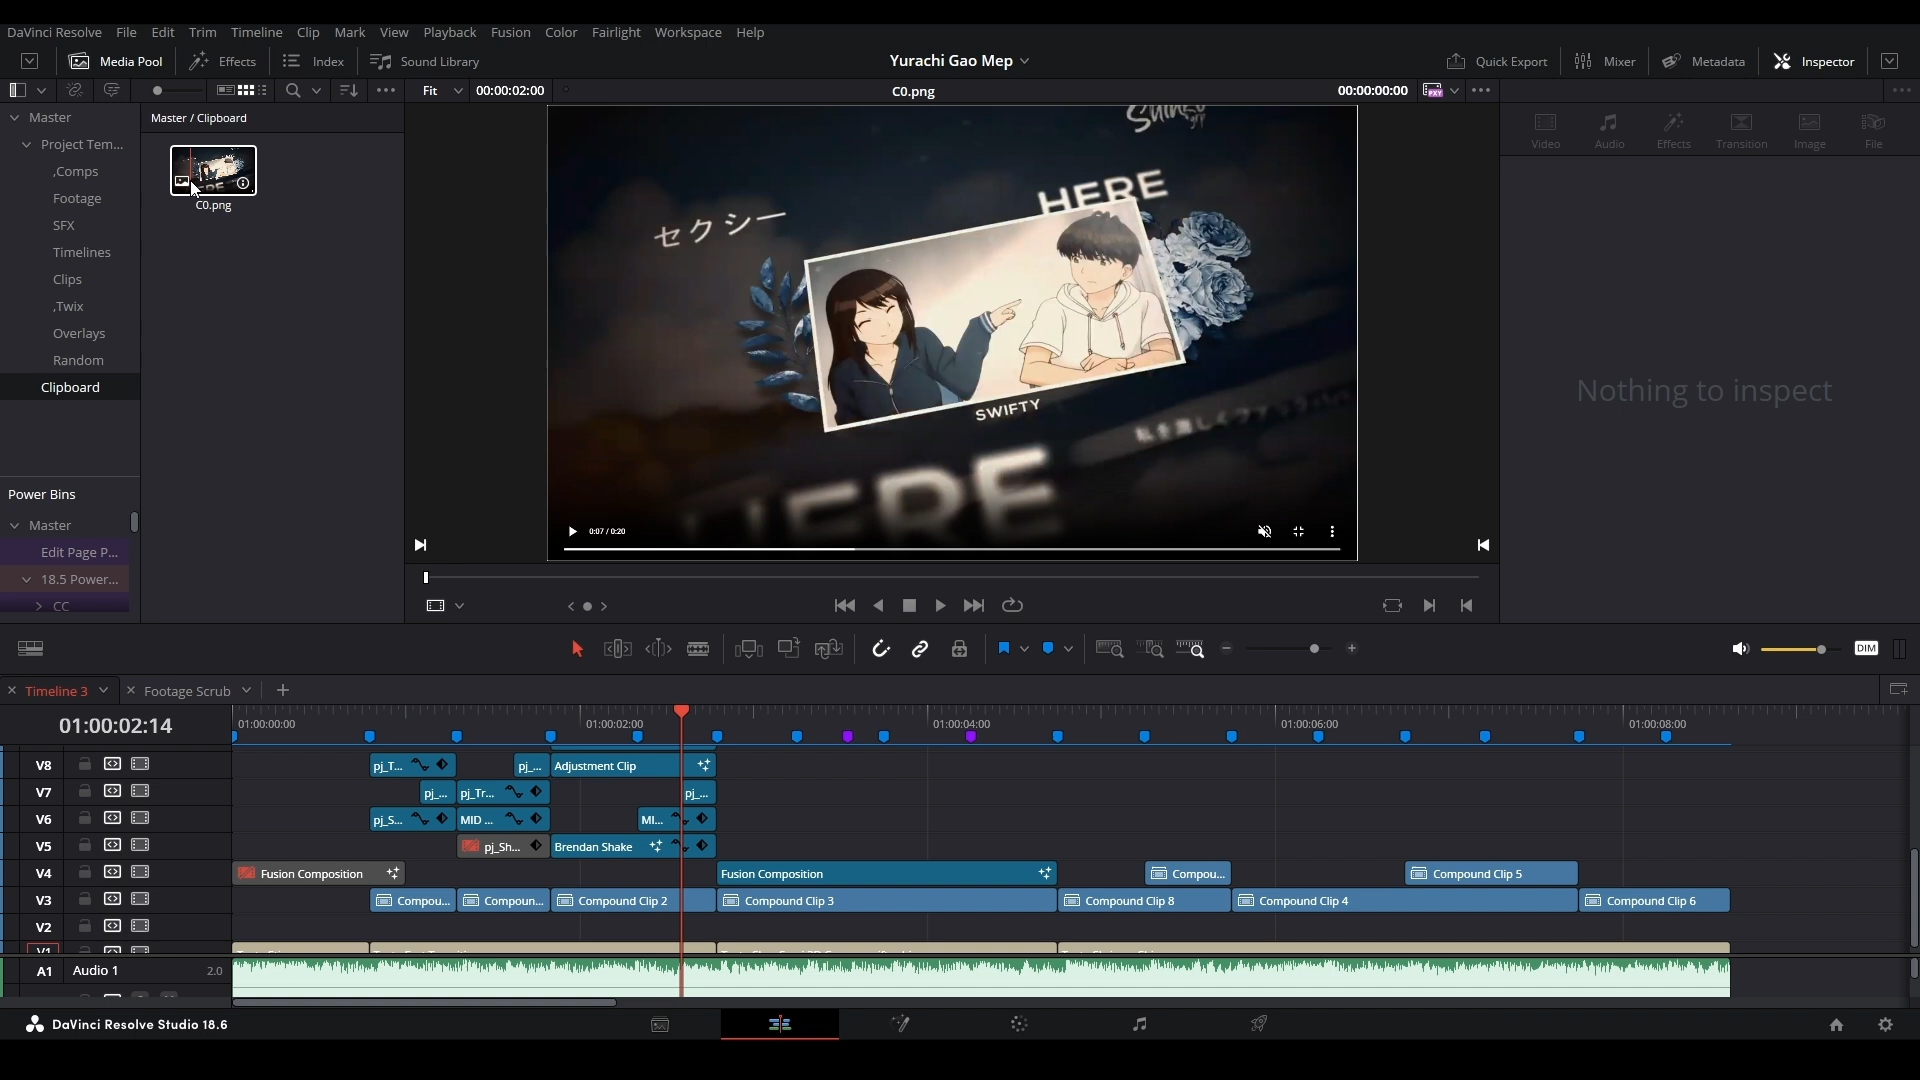 DaVinci Resolve File Edit Trim Timeline Clip Mark View Playback Fusion Color Fairlight Workspace Help
Media Pool Effects Index Sound Library Yurachi Gao Mep Quick Export Mixer Metadata Inspector
Fit 00:00:02:00 C0.png 00:00:00:00 PXY
Master
Project Tem...
,Comps
Footage
SFX
Timelines
Clips
,Twix
Overlays
Random
Clipboard
Power Bins
Master
Edit Page P...
18.5 Power...
CC
Master / Clipboard
C0.png
セクシー
HERE
SWIFTY
HERE
0:07 / 0:20
Video Audio Effects Transition Image File
Nothing to inspect
DIM
Timeline 3 Footage Scrub
01:00:02:14 01:00:00:00 01:00:02:00 01:00:04:00 01:00:06:00 01:00:08:00
V8 pj_T... pj_... Adjustment Clip
V7 pj_... pj_Tr... pj_...
V6 pj_S... MID ... MI...
V5 pj_Sh... Brendan Shake
V4 Fusion Composition Fusion Composition Compou... Compound Clip 5
V3 Compou... Compoun... Compound Clip 2 Compound Clip 3 Compound Clip 8 Compound Clip 4 Compound Clip 6
V2
V1
A1 Audio 1 2.0
DaVinci Resolve Studio 18.6